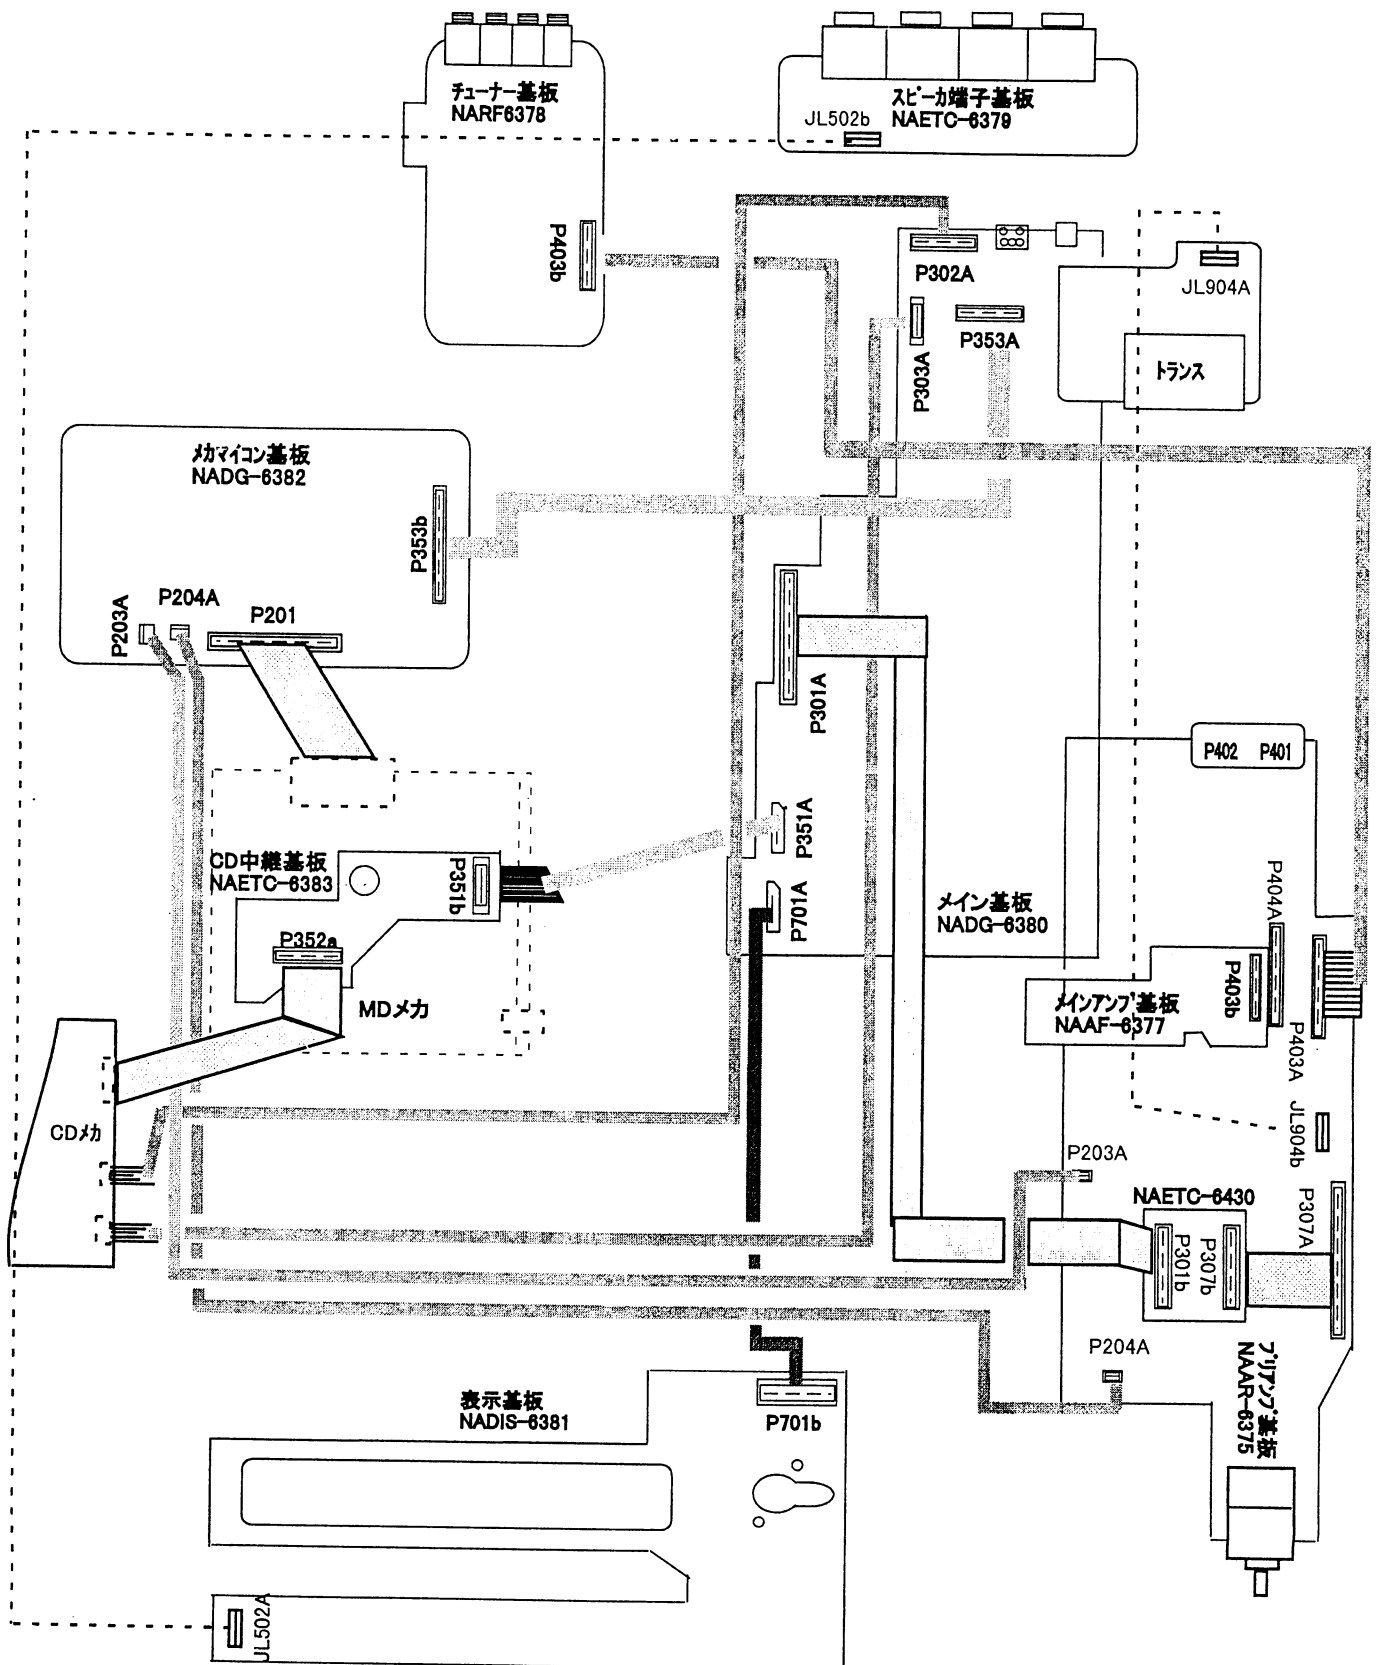 チューナー基板
NARF6378
スピーカ端子基板
NAETC-6379
JL502b
P403b
P302A
JL904A
P303A
P353A
トランス
メカマイコン基板
NADG-6382
P353b
P203A
P204A
P201
P301A
P402
P401
P351A
CD中継基板
NAETC-6383
P351b
P701A
メイン基板
NADG-6380
P404A
P352a
MDメカ
メインアンプ基板
NAAF-6377
P403b
P403A
CDメカ
JL904b
P203A
NAETC-6430
P307A
P301b
P307b
P204A
プリアンプ基板
NAAR-6375
表示基板
NADIS-6381
P701b
JL502A